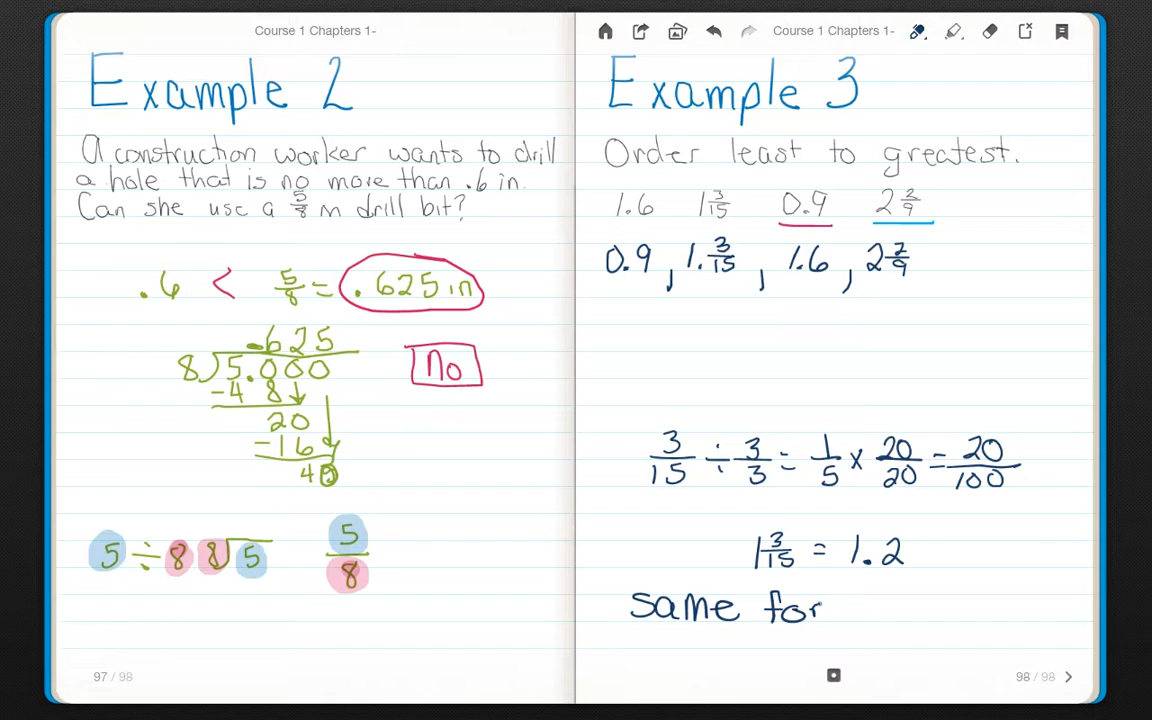 Course 1 Chapters 1-
Example 2
A construction worker wants to drill
a hole that is no more than .6 in.
Can she use a 5/8 in drill bit?
.6 < 5/8 = .625 in
.625
8)5.000
-48
20
-16
40
no
5 ÷ 8 8)5 5/8
97 / 98
Course 1 Chapters 1-
Example 3
Order least to greatest.
1.6 1 3/15 0.9 2 2/9
0.9, 1. 3/15, 1.6, 2 2/9
3/15 ÷ 3/3 = 1/5 × 20/20 = 20/100
1 3/15 = 1.2
same for
98 / 98